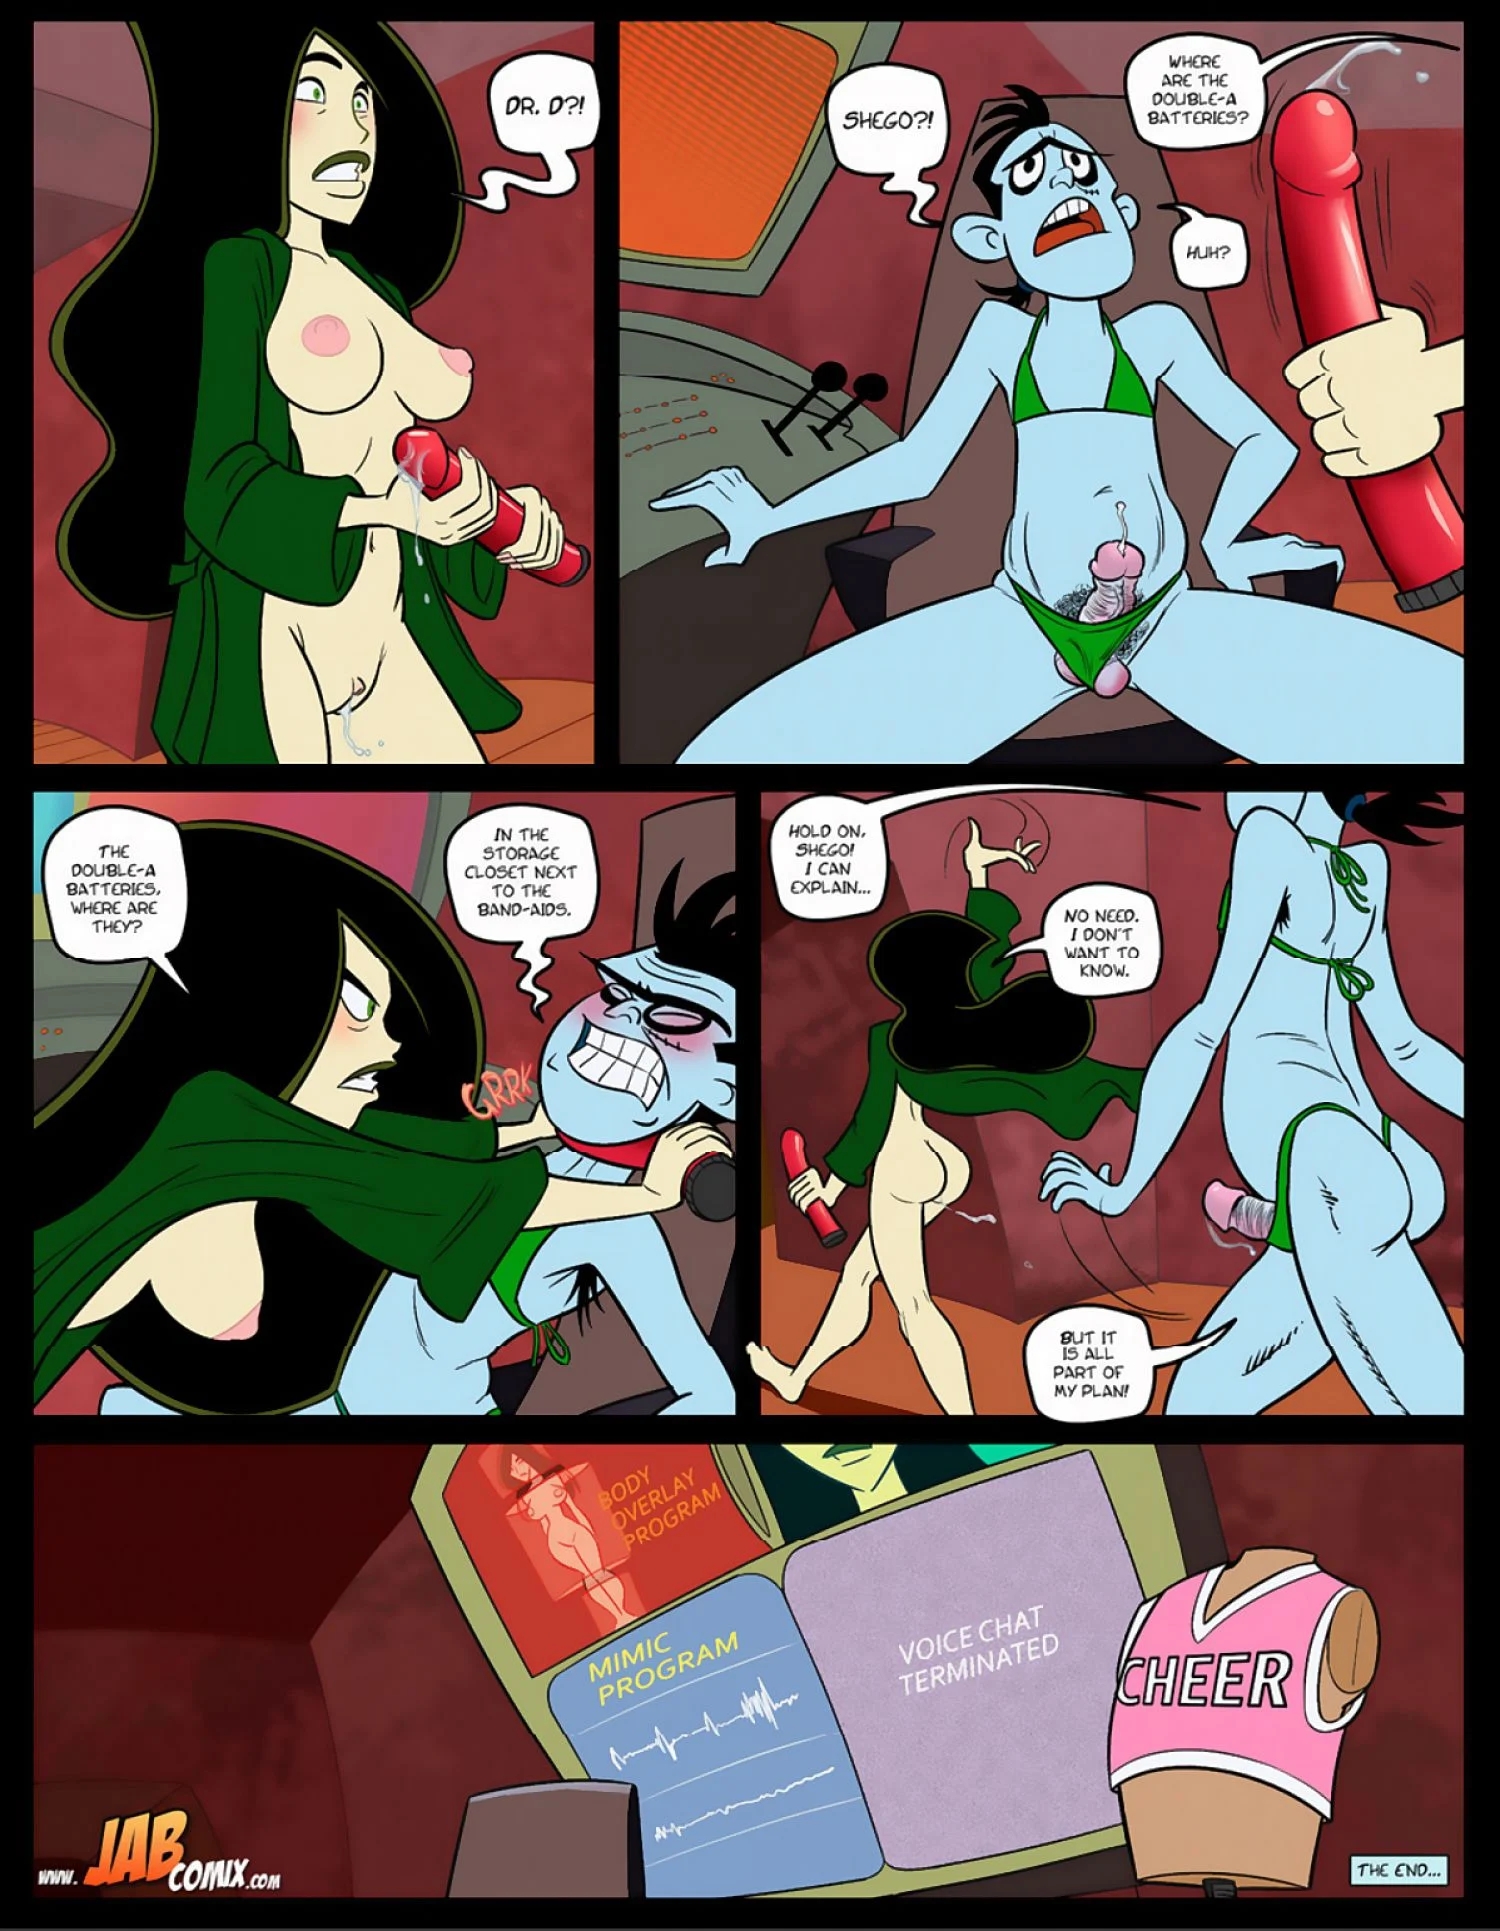 DR. D?!
SHEGO?!
WHERE
ARE THE
DOUBLE-A
BATTERIES?
HUH?
THE
DOUBLE-A
BATTERIES,
WHERE ARE
THEY?
IN THE
STORAGE
CLOSET NEXT
TO THE
BAND-AIDS.
GRRK
HOLD ON,
SHEGO!
I CAN
EXPLAIN...
NO NEED.
I DON'T
WANT TO
KNOW.
BUT IT
IS ALL
PART OF
MY PLAN!
BODY
OVERLAY
PROGRAM
MIMIC
PROGRAM
VOICE CHAT
TERMINATED
CHEER
www.JABCOMIX.COM
THE END...